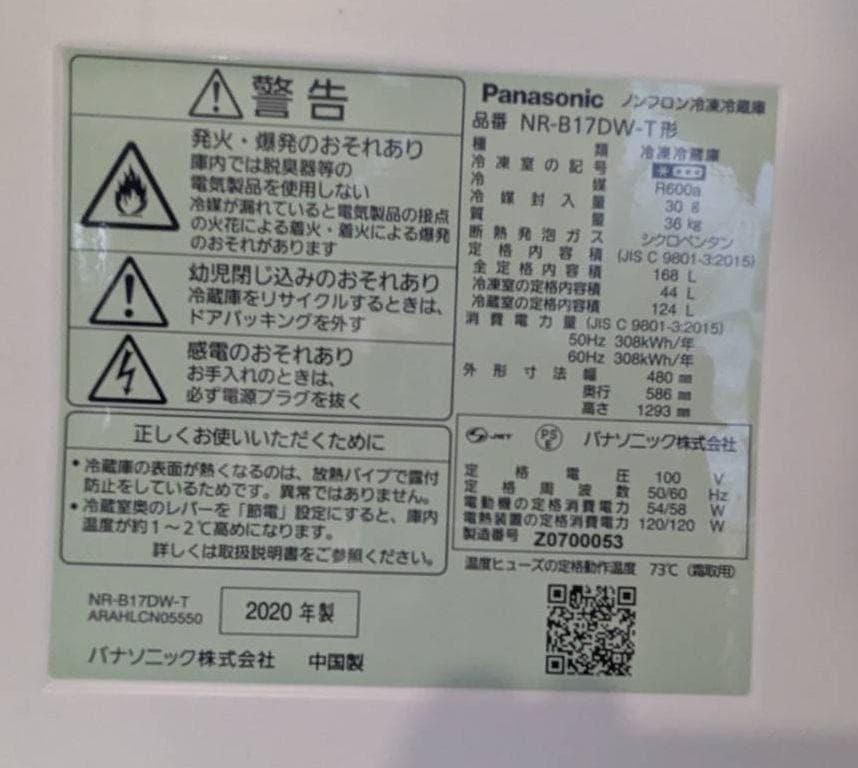 警告
発火・爆発のおそれあり
庫内では脱臭器等の
電気製品を使用しない
冷媒が漏れていると電気製品の接点
の火花による着火・着火による爆発
のおそれがあります
幼児閉じ込みのおそれあり
冷蔵庫をリサイクルするときは、
ドアパッキングを外す
感電のおそれあり
お手入れのときは、
必ず電源プラグを抜く
正しくお使いいただくために
・冷蔵庫の表面が熱くなるのは、放熱パイプで露付
防止をしているためです。異常ではありません。
・冷蔵室奥のレバーを「節電」設定にすると、庫内
温度が約1~2℃高めになります。
詳しくは取扱説明書をご参照ください。
NR-B17DW-T
ARAHLCN05550
2020 年製
パナソニック株式会社 中国製
Panasonic ノンフロン冷凍冷蔵庫
品番 NR-B17DW-T形
種類 冷凍冷蔵庫
冷凍室の記号
冷媒 R600a
冷媒封入量 30 g
質量 36 kg
断熱発泡ガス シクロペンタン
定格内容積 (JIS C 9801-3:2015)
全定格内容積 168 L
冷凍室の定格内容積 44 L
冷蔵室の定格内容積 124 L
消費電力量 (JIS C 9801-3:2015)
50Hz 308kWh/年
60Hz 308kWh/年
外形寸法 幅 480 mm
奥行 586 mm
高さ 1293 mm
JET PSE パナソニック株式会社
定格電圧 100 V
定格周波数 50/60 Hz
電動機の定格消費電力 54/58 W
電熱装置の定格消費電力 120/120 W
製造番号 Z0700053
温度ヒューズの定格動作温度 73℃ (霜取用)